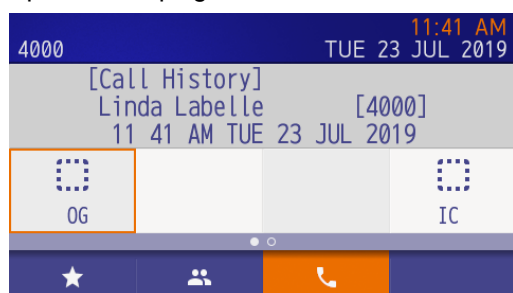 11:41 AM
4000 TUE 23 JUL 2019
[Call History]
Linda Labelle [4000]
11 41 AM TUE 23 JUL 2019
OG IC